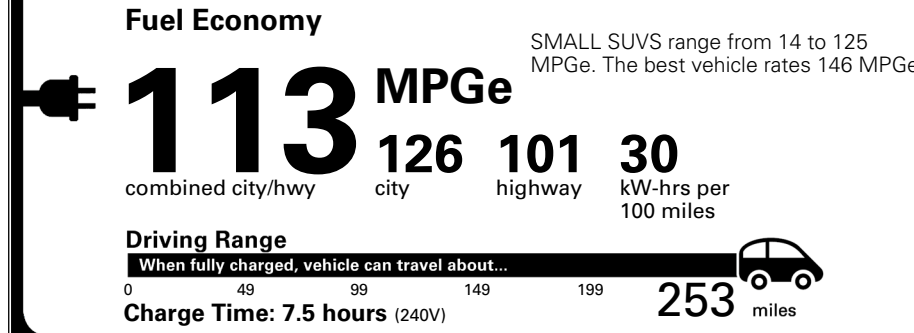 Fuel Economy
SMALL SUVS range from 14 to 125
MPGe. The best vehicle rates 146 MPGe
113 MPGe
combined city/hwy
126
city
101
highway
30
kW-hrs per
100 miles
Driving Range
When fully charged, vehicle can travel about...
0 49 99 149 199 253 miles
Charge Time: 7.5 hours (240V)